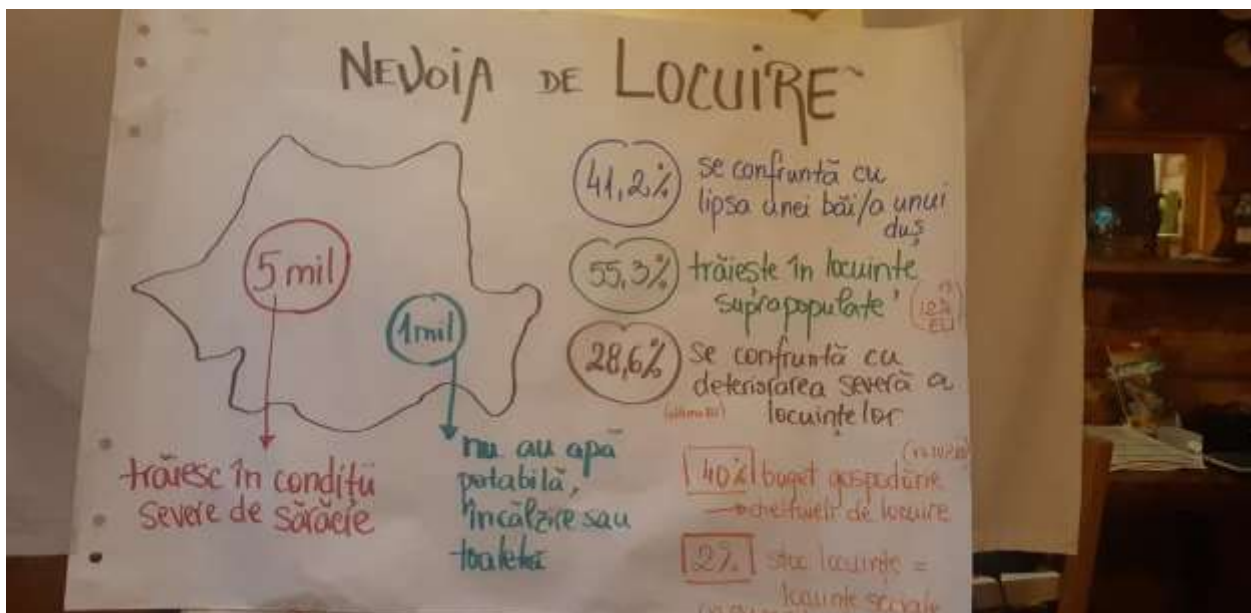 NEVOIA DE LOCUIRE
5 mil
trăiesc în condiții
severe de sărăcie
1 mil
nu au apă
potabilă,
încălzire sau
toaletă
41,2%
se confruntă cu
lipsa unei băi/a unui
duș
55,3%
trăiește în locuințe
suprapopulate
28,6%
se confruntă cu
deteriorarea severă a
locuințelor
40%
buget gospodărie
cheltuieli de locuire
2%
stoc locuințe =
locuințe sociale